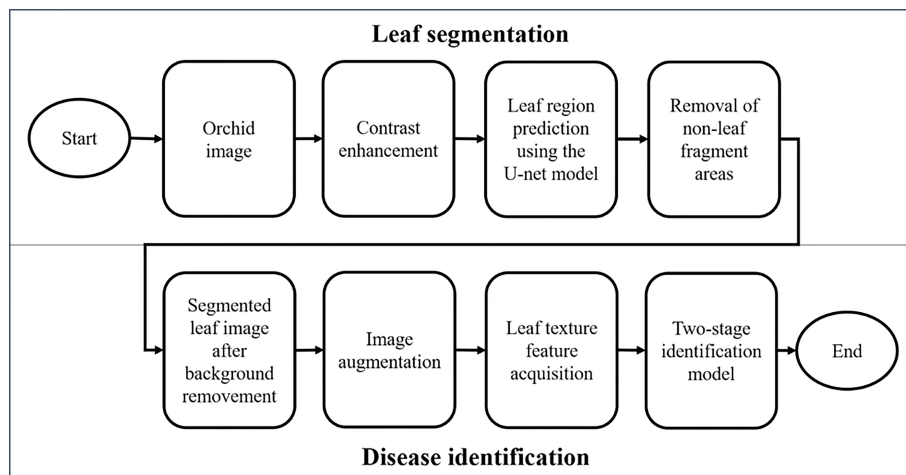 Leaf segmentation
Start
Orchid
image
Contrast
enhancement
Leaf region
prediction
using the
U-net model
Removal of
non-leaf
fragment
areas
Segmented
leaf image
after
background
removement
Image
augmentation
Leaf texture
feature
acquisition
Two-stage
identification
model
End
Disease identification